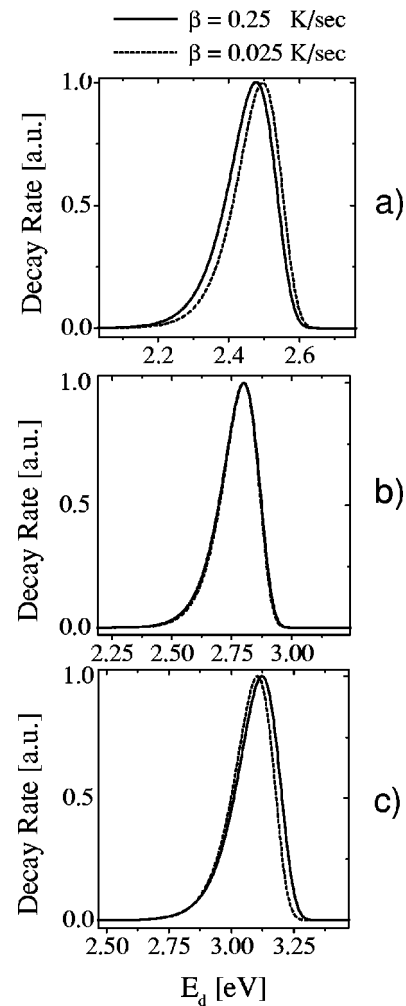 β = 0.25 K/sec
β = 0.025 K/sec
1.0
0.5
0.0
Decay Rate [a.u.]
a)
2.2 2.4 2.6
1.0
0.5
0.0
Decay Rate [a.u.]
b)
2.25 2.50 2.75 3.00
1.0
0.5
0.0
Decay Rate [a.u.]
c)
2.50 2.75 3.00 3.25
E_d [eV]